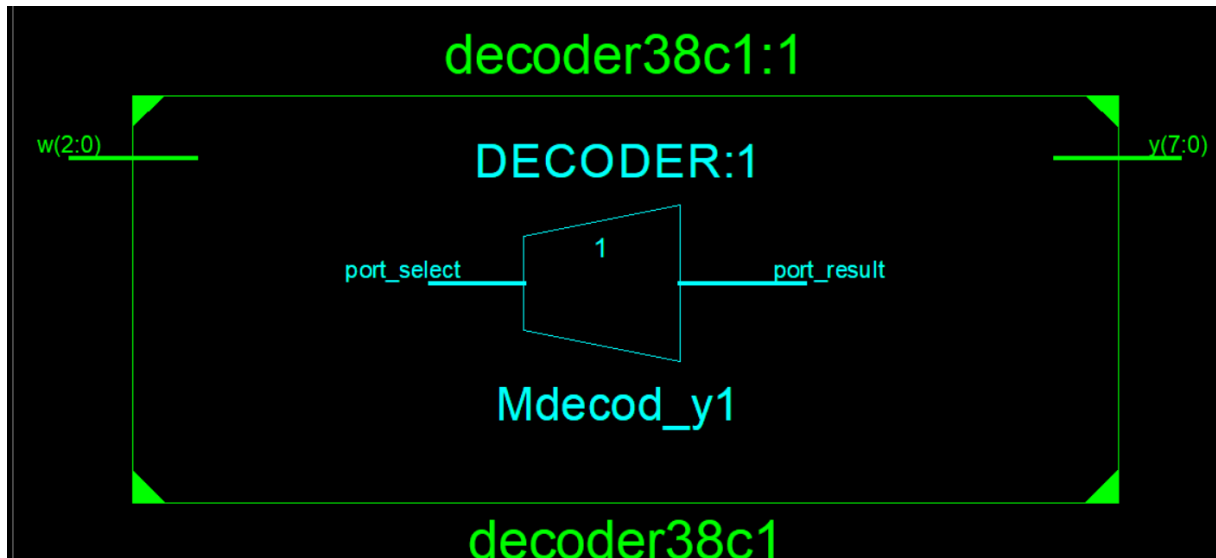 decoder38c1:1
w(2:0)
y(7:0)
DECODER:1
1
port_select
port_result
Mdecod_y1
decoder38c1